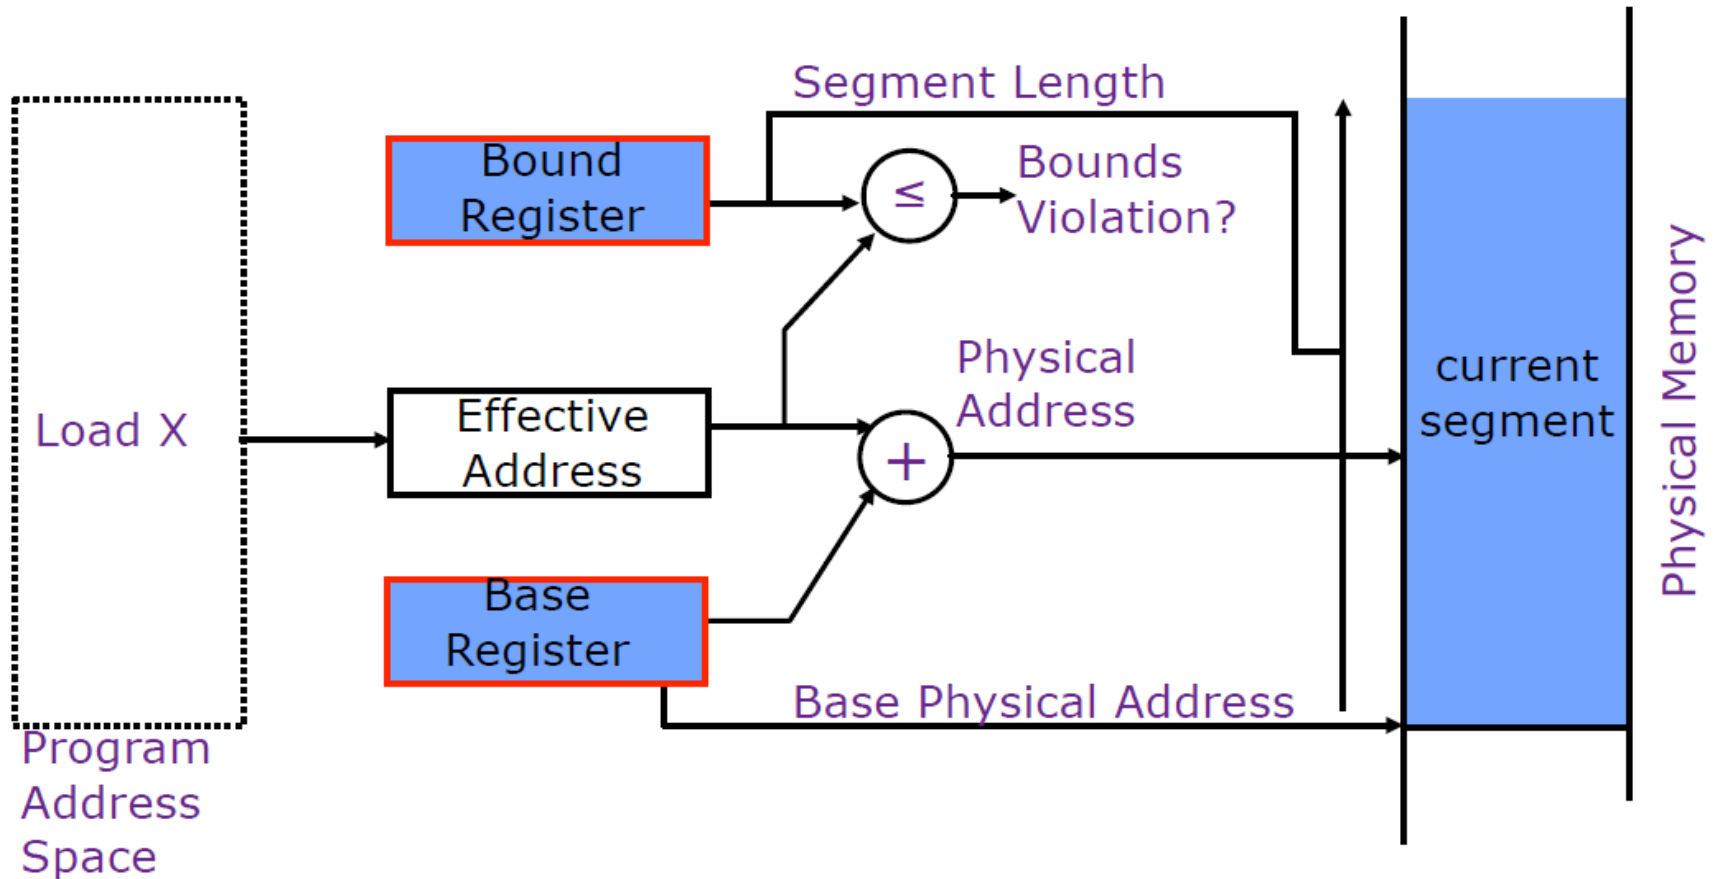 Segment Length
Bound
Register
≤
Bounds
Violation?
Load X
Effective
Address
Physical
Address
+
current
segment
Physical Memory
Base
Register
Base Physical Address
Program
Address
Space